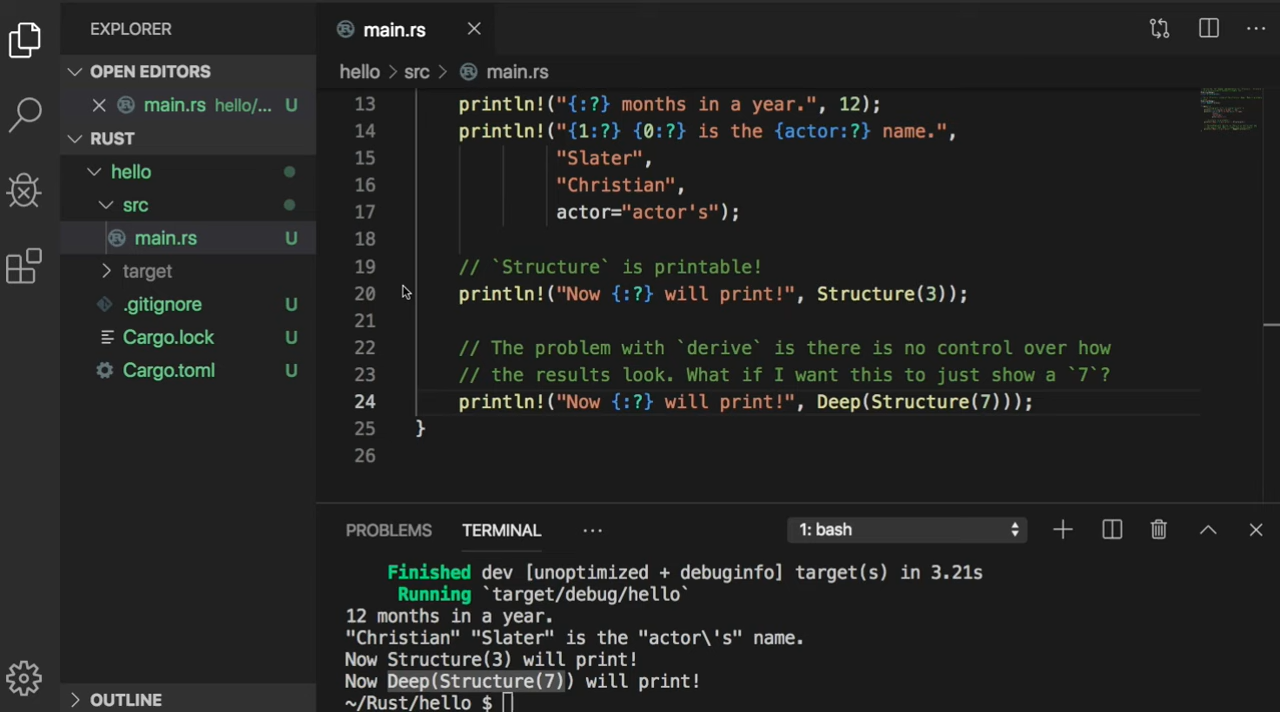 EXPLORER
OPEN EDITORS
main.rs hello/... U
RUST
hello
src
main.rs U
target
.gitignore U
Cargo.lock U
Cargo.toml U
OUTLINE
main.rs
hello > src > main.rs
13 println!("{:?} months in a year.", 12);
14 println!("{1:?} {0:?} is the {actor:?} name.",
15 "Slater",
16 "Christian",
17 actor="actor's");
18
19 // `Structure` is printable!
20 println!("Now {:?} will print!", Structure(3));
21
22 // The problem with `derive` is there is no control over how
23 // the results look. What if I want this to just show a `7`?
24 println!("Now {:?} will print!", Deep(Structure(7)));
25 }
26
PROBLEMS TERMINAL ... 1: bash
Finished dev [unoptimized + debuginfo] target(s) in 3.21s
Running `target/debug/hello`
12 months in a year.
"Christian" "Slater" is the "actor\'s" name.
Now Structure(3) will print!
Now Deep(Structure(7)) will print!
~/Rust/hello $